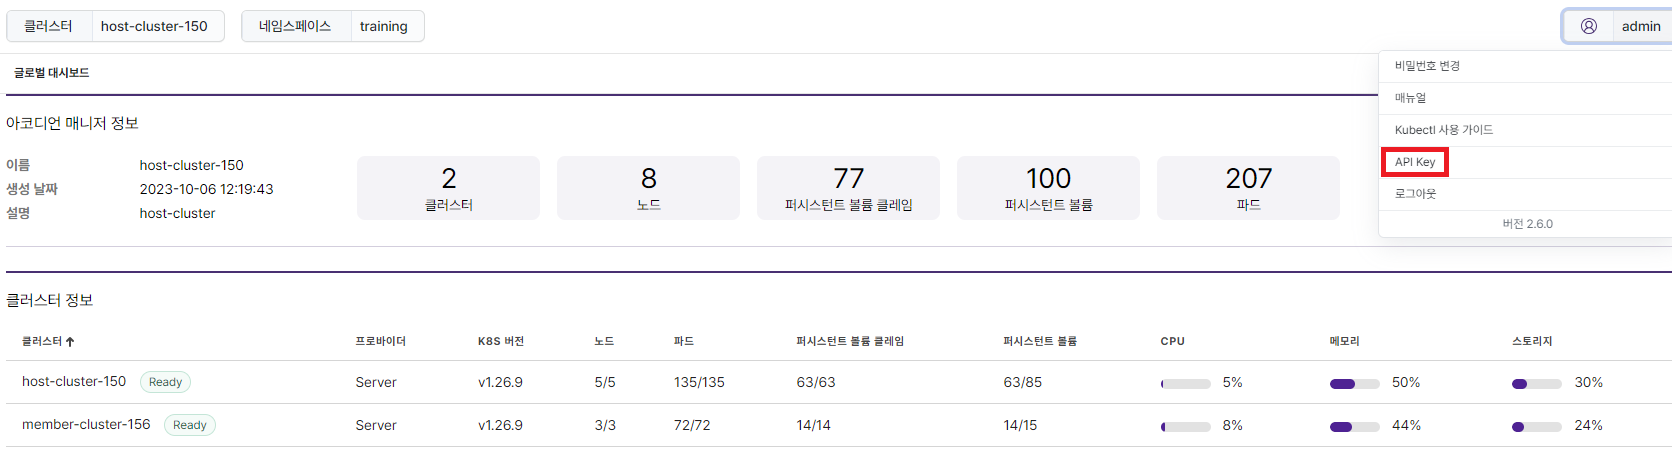 클러스터 host-cluster-150 네임스페이스 training admin
글로벌 대시보드
비밀번호 변경
매뉴얼
Kubectl 사용 가이드
API Key
로그아웃
버전 2.6.0
아코디언 매니저 정보
이름 host-cluster-150
생성 날짜 2023-10-06 12:19:43
설명 host-cluster
2 8 77 100 207
클러스터 노드 퍼시스턴트 볼륨 클레임 퍼시스턴트 볼륨 파드
클러스터 정보
클러스터 프로바이더 K8S 버전 노드 파드 퍼시스턴트 볼륨 클레임 퍼시스턴트 볼륨 CPU 메모리 스토리지
host-cluster-150 Ready Server v1.26.9 5/5 135/135 63/63 63/85 5% 50% 30%
member-cluster-156 Ready Server v1.26.9 3/3 72/72 14/14 14/15 8% 44% 24%